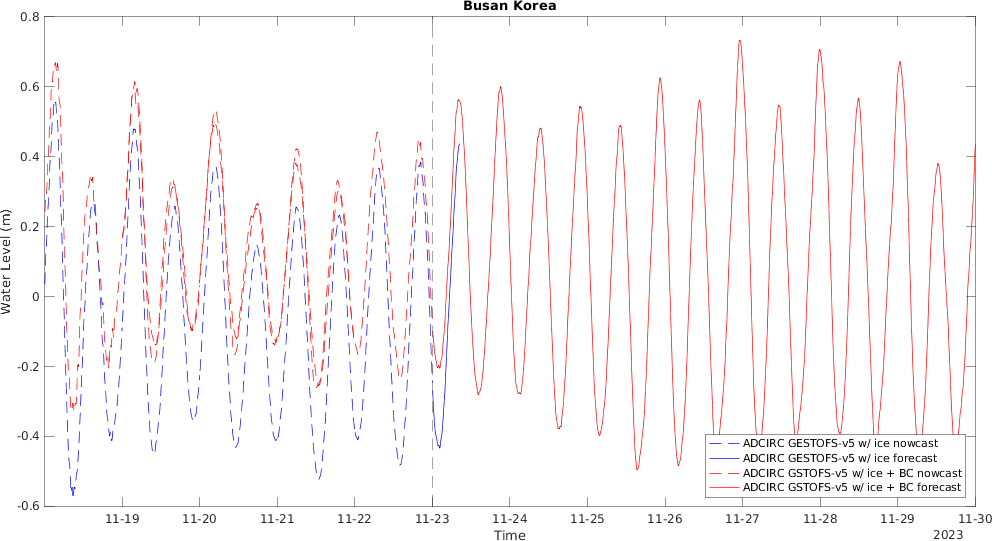 Busan Korea
0.8
0.6
0.4
0.2
0
-0.2
-0.4
-0.6
Water Level (m)
ADCIRC GESTOFS-v5 w/ ice nowcast
ADCIRC GESTOFS-v5 w/ ice forecast
ADCIRC GSTOFS-v5 w/ ice + BC nowcast
ADCIRC GSTOFS-v5 w/ ice + BC forecast
11-19 11-20 11-21 11-22 11-23 11-24 11-25 11-26 11-27 11-28 11-29 11-30
Time
2023